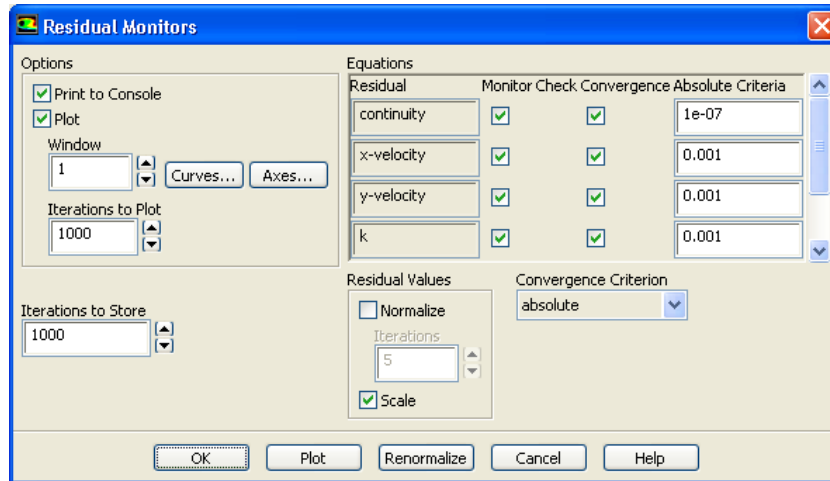 Residual Monitors
Options
Print to Console
Plot
Window
1
Curves...
Axes...
Iterations to Plot
1000
Iterations to Store
1000
Equations
Residual Monitor Check Convergence Absolute Criteria
continuity 1e-07
x-velocity 0.001
y-velocity 0.001
k 0.001
Residual Values
Normalize
Iterations
5
Scale
Convergence Criterion
absolute
OK Plot Renormalize Cancel Help